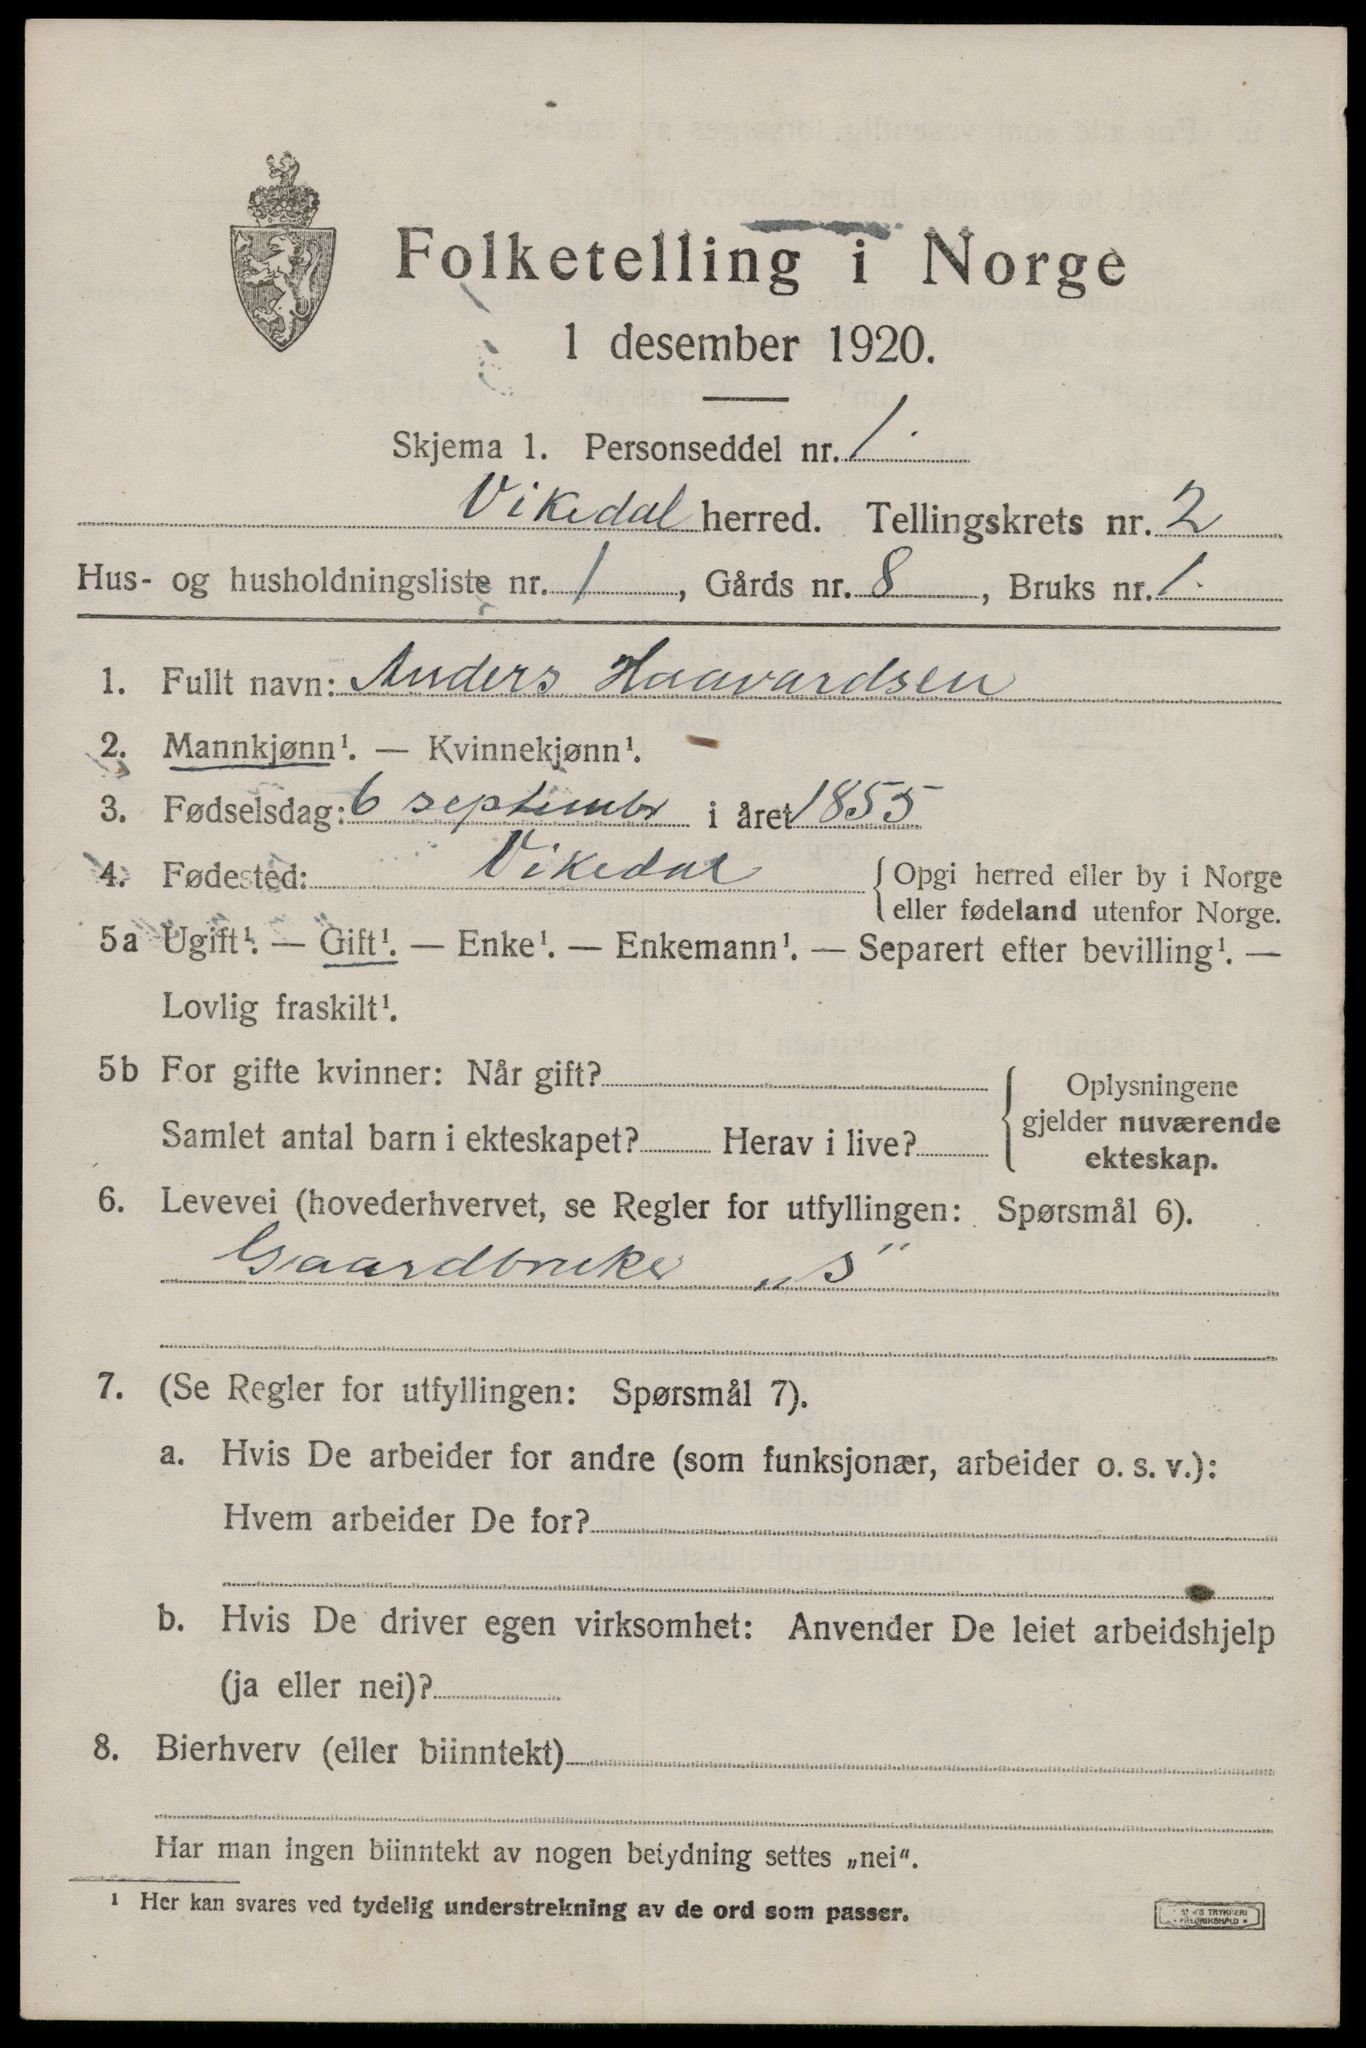 Folketelling i Norge
1 desember 1920.
Skjema 1. Personseddel nr. 1.
Vikedal herred. Tellingskrets nr. 2
Hus- og husholdningsliste nr. 1, Gårds nr. 8, Bruks nr. 1.
1. Fullt navn: Anders Haavardsen
2. Mannkjønn¹. — Kvinnekjønn¹.
3. Fødselsdag: 6 septembr i året 1855
4. Fødested: Vikedal
Opgi herred eller by i Norge
eller fødeland utenfor Norge.
5a Ugift¹. — Gift¹. — Enke¹. — Enkemann¹. — Separert efter bevilling¹. —
Lovlig fraskilt¹.
5b For gifte kvinner: Når gift?
Samlet antal barn i ekteskapet? Herav i live?
Oplysningene
gjelder nuværende
ekteskap.
6. Levevei (hovederhvervet, se Regler for utfyllingen: Spørsmål 6).
Gaardbruker „S"
7. (Se Regler for utfyllingen: Spørsmål 7).
a. Hvis De arbeider for andre (som funksjonær, arbeider o. s. v.):
Hvem arbeider De for?
b. Hvis De driver egen virksomhet: Anvender De leiet arbeidshjelp
(ja eller nei)?
8. Bierhverv (eller biinntekt)
Har man ingen biinntekt av nogen betydning settes „nei".
¹ Her kan svares ved tydelig understrekning av de ord som passer.
TRYKKERI
FREDRIKSHALD